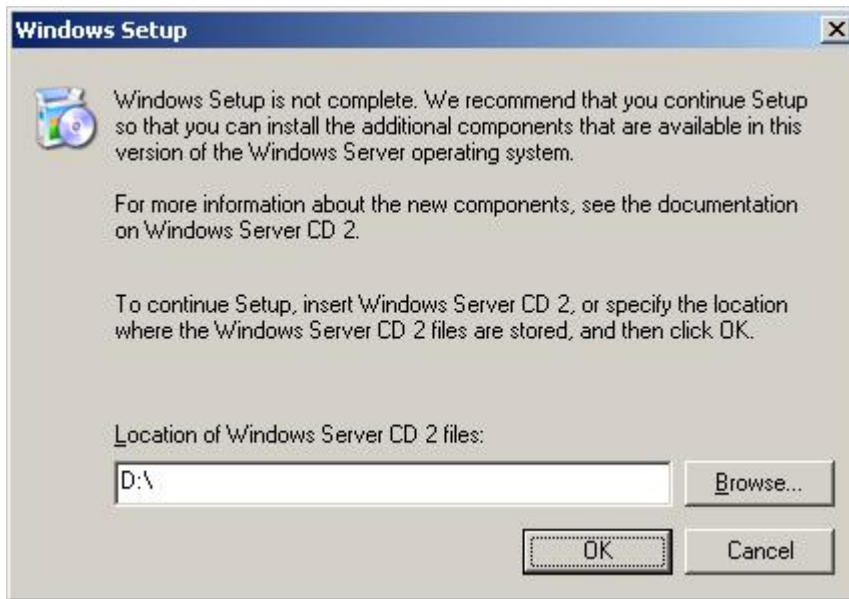 Windows Setup
Windows Setup is not complete. We recommend that you continue Setup
so that you can install the additional components that are available in this
version of the Windows Server operating system.
For more information about the new components, see the documentation
on Windows Server CD 2.
To continue Setup, insert Windows Server CD 2, or specify the location
where the Windows Server CD 2 files are stored, and then click OK.
Location of Windows Server CD 2 files:
D:\
Browse...
OK
Cancel